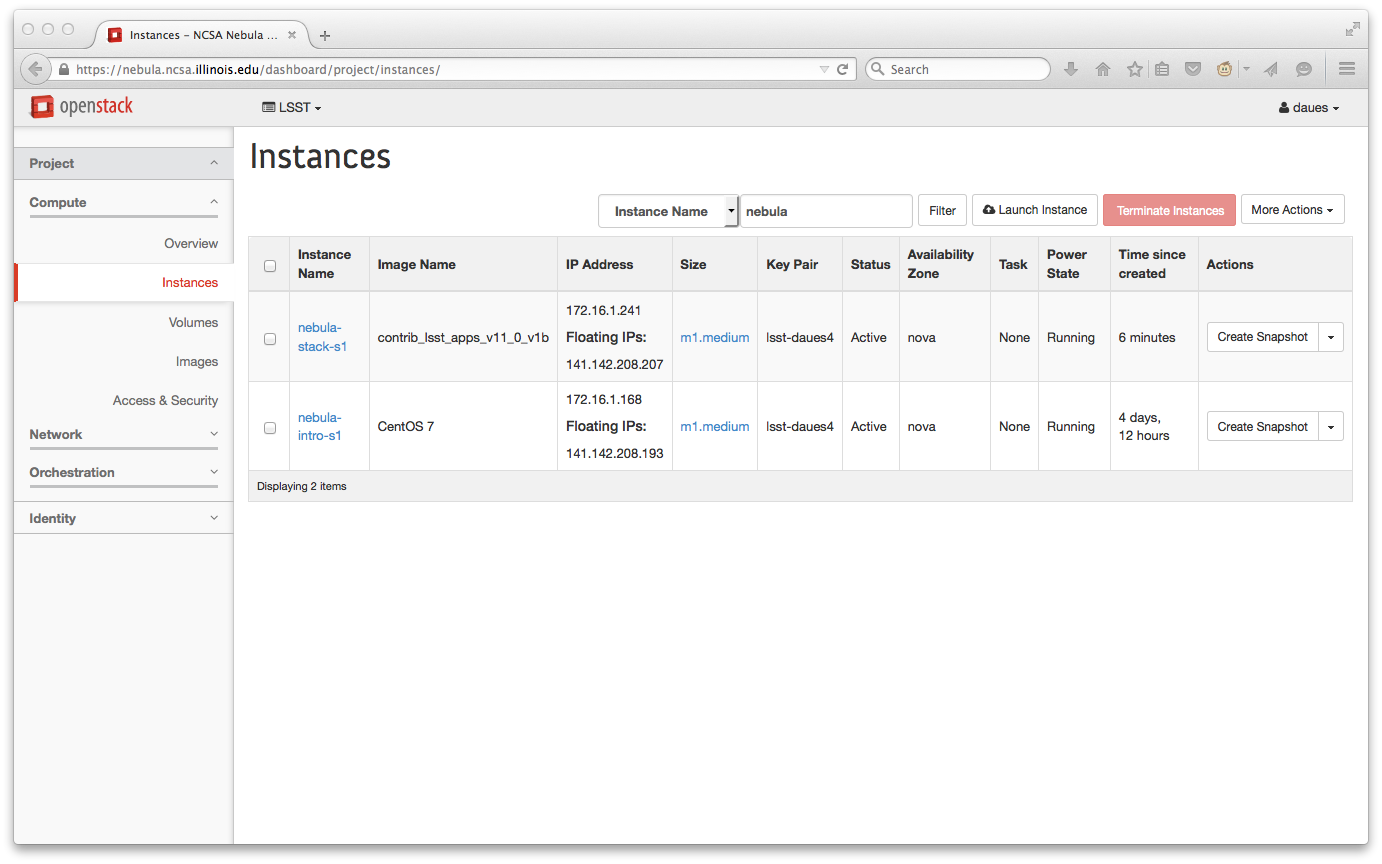 Instances – NCSA Nebula ...
https://nebula.ncsa.illinois.edu/dashboard/project/instances/
Search
openstack
LSST
daues
Project
Compute
Overview
Instances
Volumes
Images
Access & Security
Network
Orchestration
Identity
Instances
Instance Name
nebula
Filter
Launch Instance
Terminate Instances
More Actions
Instance Name
Image Name
IP Address
Size
Key Pair
Status
Availability Zone
Task
Power State
Time since created
Actions
nebula-
stack-s1
contrib_lsst_apps_v11_0_v1b
172.16.1.241
Floating IPs:
141.142.208.207
m1.medium
lsst-daues4
Active
nova
None
Running
6 minutes
Create Snapshot
nebula-
intro-s1
CentOS 7
172.16.1.168
Floating IPs:
141.142.208.193
m1.medium
lsst-daues4
Active
nova
None
Running
4 days,
12 hours
Create Snapshot
Displaying 2 items